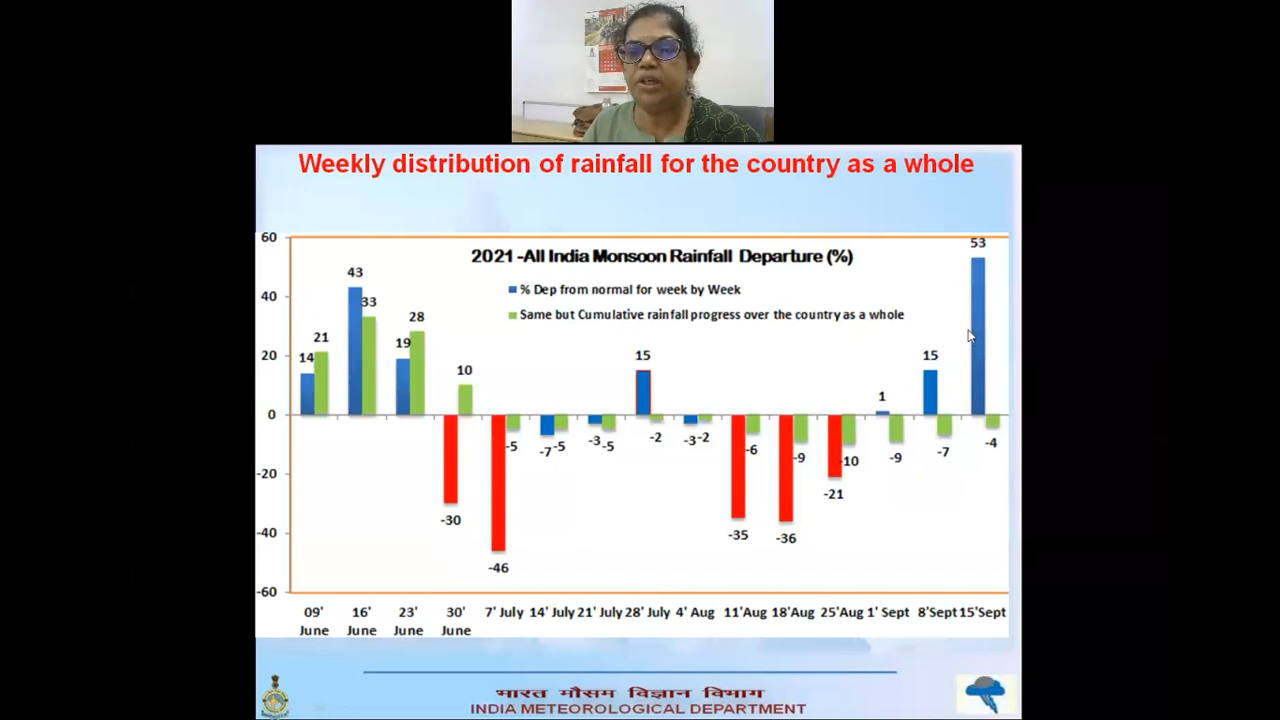 Weekly distribution of rainfall for the country as a whole
2021 -All India Monsoon Rainfall Departure (%)
% Dep from normal for week by Week
Same but Cumulative rainfall progress over the country as a whole
60
40
20
0
-20
-40
-60
14 21
43 33
19 28
-30 10
-46 -5
-7 -5
-3 -5
15 -2
-3 -2
-35 -6
-36 -9
-21 -10
1 -9
15 -7
53 -4
09' June
16' June
23' June
30' June
7' July
14' July
21' July
28' July
4' Aug
11'Aug
18'Aug
25'Aug
1' Sept
8'Sept
15'Sept
भारत मौसम विज्ञान विभाग
INDIA METEOROLOGICAL DEPARTMENT